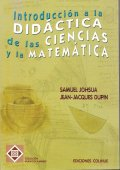 Introducción a la
DIDÁCTICA
de las CIENCIAS
y la MATEMÁTICA
SAMUEL JOHSUA
JEAN-JACQUES DUPIN
EDICIONES COLIHUE